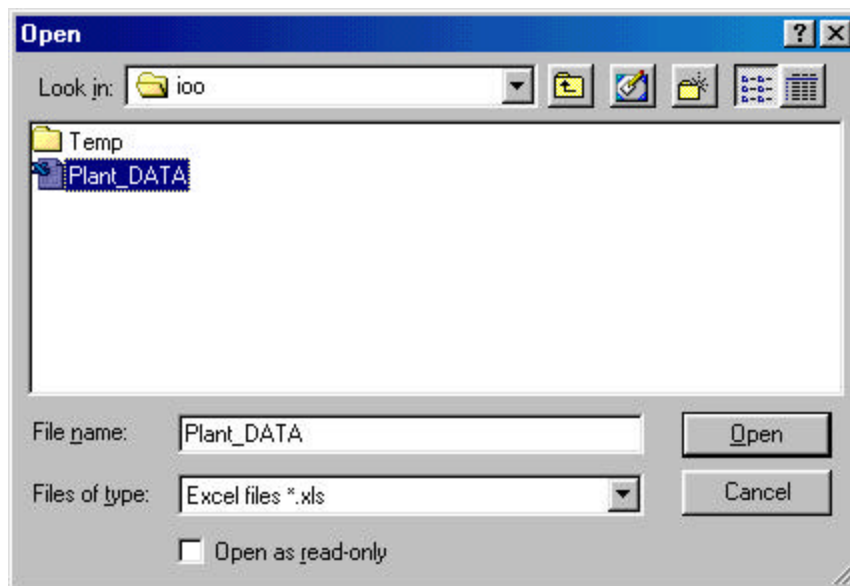 Open
Look in: ioo
Temp
Plant_DATA
File name: Plant_DATA Open
Files of type: Excel files *.xls Cancel
Open as read-only